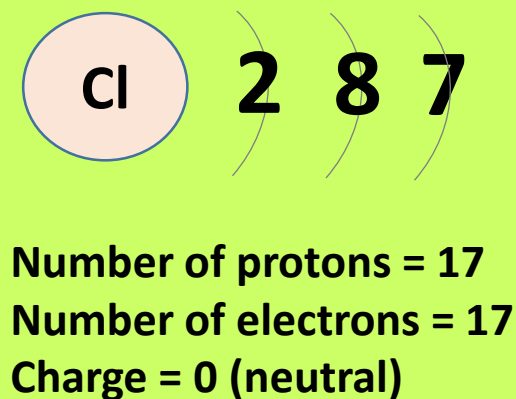 Cl 2 8 7
Number of protons = 17
Number of electrons = 17
Charge = 0 (neutral)